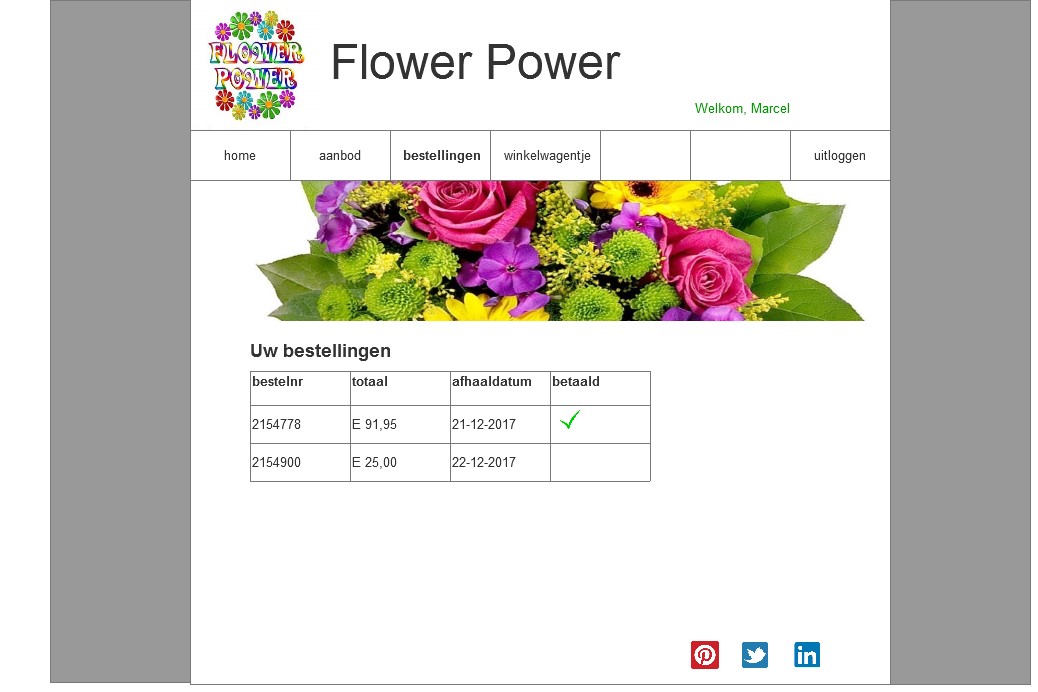 FLOWER
POWER
Flower Power
Welkom, Marcel
home aanbod bestellingen winkelwagentje uitloggen
Uw bestellingen
bestelnr totaal afhaaldatum betaald
2154778 E 91,95 21-12-2017
2154900 E 25,00 22-12-2017
in